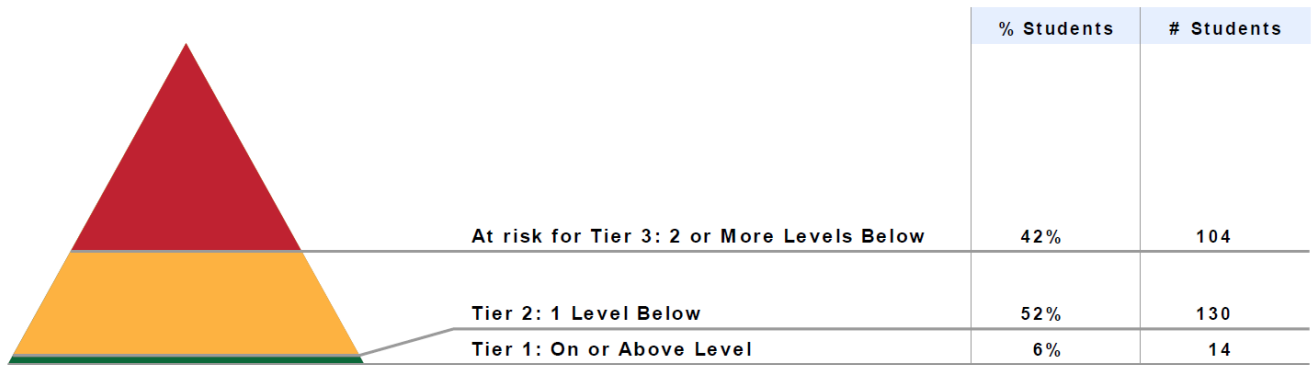 % Students # Students
At risk for Tier 3: 2 or More Levels Below 42% 104
Tier 2: 1 Level Below 52% 130
Tier 1: On or Above Level 6% 14